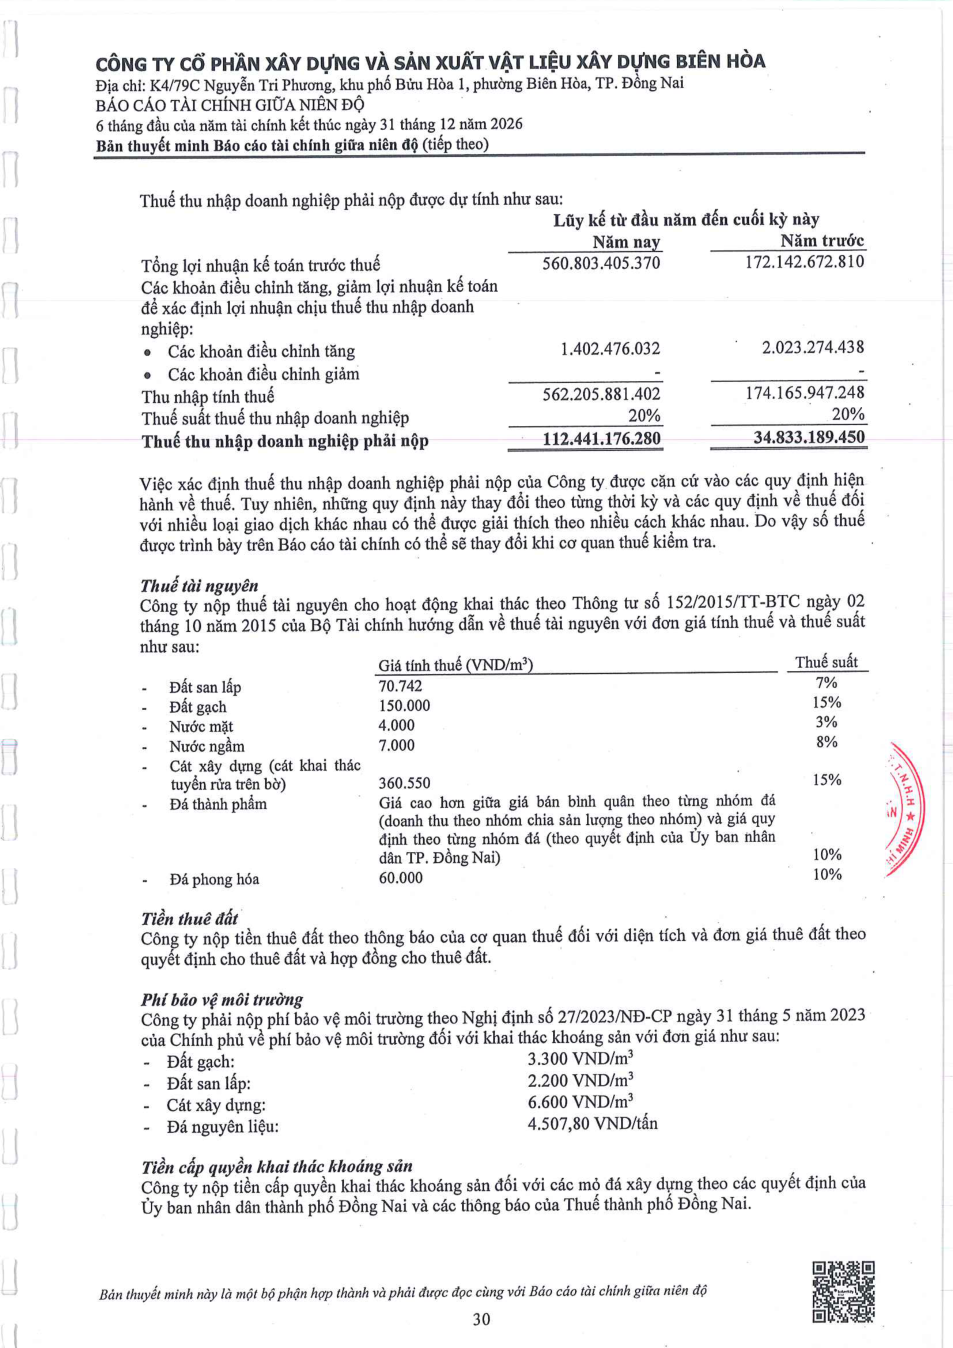 CÔNG TY CỔ PHẦN XÂY DỰNG VÀ SẢN XUẤT VẬT LIỆU XÂY DỰNG BIÊN HÒA
Địa chỉ: K4/79C Nguyễn Tri Phương, khu phố Bửu Hòa 1, phường Biên Hòa, TP. Đồng Nai
BÁO CÁO TÀI CHÍNH GIỮA NIÊN ĐỘ
6 tháng đầu của năm tài chính kết thúc ngày 31 tháng 12 năm 2026
Bản thuyết minh Báo cáo tài chính giữa niên độ (tiếp theo)
Thuế thu nhập doanh nghiệp phải nộp được dự tính như sau:
Lũy kế từ đầu năm đến cuối kỳ này
Năm nay Năm trước
Tổng lợi nhuận kế toán trước thuế 560.803.405.370 172.142.672.810
Các khoản điều chỉnh tăng, giảm lợi nhuận kế toán
để xác định lợi nhuận chịu thuế thu nhập doanh
nghiệp:
• Các khoản điều chỉnh tăng 1.402.476.032 2.023.274.438
• Các khoản điều chỉnh giảm - -
Thu nhập tính thuế 562.205.881.402 174.165.947.248
Thuế suất thuế thu nhập doanh nghiệp 20% 20%
Thuế thu nhập doanh nghiệp phải nộp 112.441.176.280 34.833.189.450
Việc xác định thuế thu nhập doanh nghiệp phải nộp của Công ty được căn cứ vào các quy định hiện
hành về thuế. Tuy nhiên, những quy định này thay đổi theo từng thời kỳ và các quy định về thuế đối
với nhiều loại giao dịch khác nhau có thể được giải thích theo nhiều cách khác nhau. Do vậy số thuế
được trình bày trên Báo cáo tài chính có thể sẽ thay đổi khi cơ quan thuế kiểm tra.
Thuế tài nguyên
Công ty nộp thuế tài nguyên cho hoạt động khai thác theo Thông tư số 152/2015/TT-BTC ngày 02
tháng 10 năm 2015 của Bộ Tài chính hướng dẫn về thuế tài nguyên với đơn giá tính thuế và thuế suất
như sau:
Giá tính thuế (VND/m³) Thuế suất
- Đất san lấp 70.742 7%
- Đất gạch 150.000 15%
- Nước mặt 4.000 3%
- Nước ngầm 7.000 8%
- Cát xây dựng (cát khai thác
tuyển rửa trên bờ) 360.550 15%
- Đá thành phẩm Giá cao hơn giữa giá bán bình quân theo từng nhóm đá
(doanh thu theo nhóm chia sản lượng theo nhóm) và giá quy
định theo từng nhóm đá (theo quyết định của Ủy ban nhân
dân TP. Đồng Nai) 10%
- Đá phong hóa 60.000 10%
Tiền thuê đất
Công ty nộp tiền thuê đất theo thông báo của cơ quan thuế đối với diện tích và đơn giá thuê đất theo
quyết định cho thuê đất và hợp đồng cho thuê đất.
Phí bảo vệ môi trường
Công ty phải nộp phí bảo vệ môi trường theo Nghị định số 27/2023/NĐ-CP ngày 31 tháng 5 năm 2023
của Chính phủ về phí bảo vệ môi trường đối với khai thác khoáng sản với đơn giá như sau:
- Đất gạch: 3.300 VND/m³
- Đất san lấp: 2.200 VND/m³
- Cát xây dựng: 6.600 VND/m³
- Đá nguyên liệu: 4.507,80 VND/tấn
Tiền cấp quyền khai thác khoáng sản
Công ty nộp tiền cấp quyền khai thác khoáng sản đối với các mỏ đá xây dựng theo các quyết định của
Ủy ban nhân dân thành phố Đồng Nai và các thông báo của Thuế thành phố Đồng Nai.
Bản thuyết minh này là một bộ phận hợp thành và phải được đọc cùng với Báo cáo tài chính giữa niên độ
30